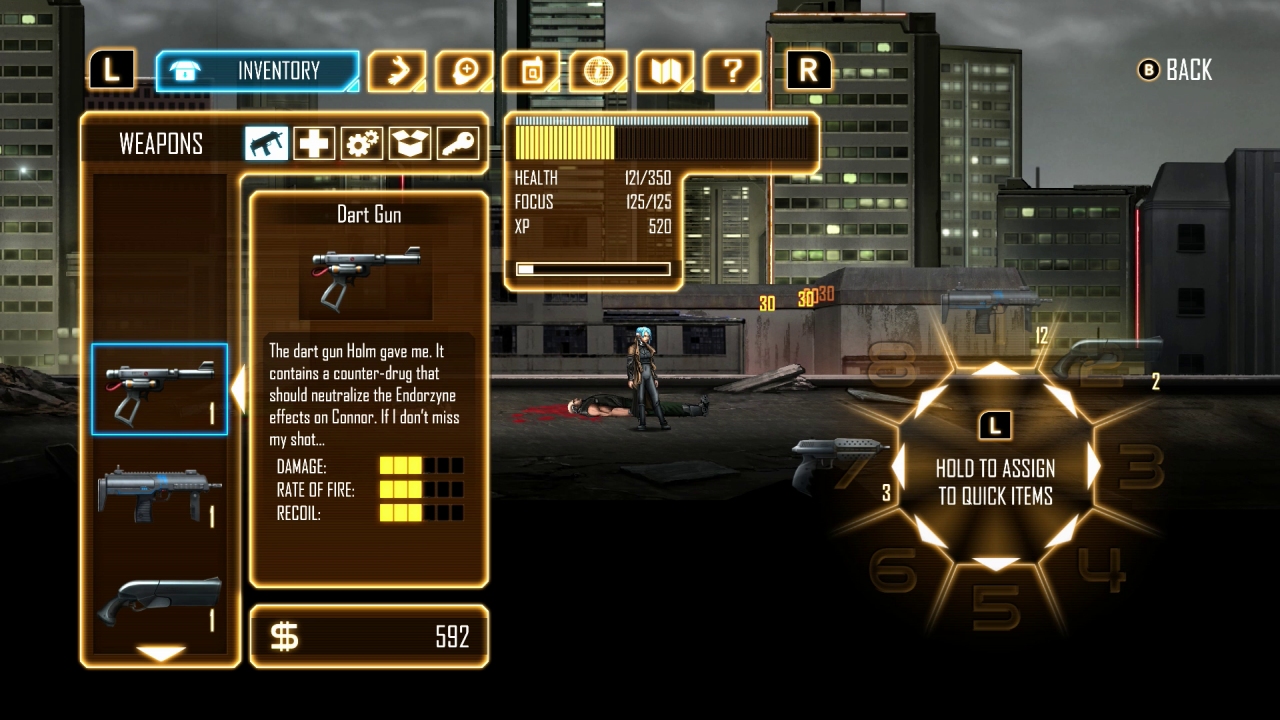 L
INVENTORY
?
R
B BACK
WEAPONS
HEALTH 121/350
FOCUS 125/125
XP 520
Dart Gun
The dart gun Holm gave me. It
contains a counter-drug that
should neutralize the Endorzyne
effects on Connor. If I don't miss
my shot...
DAMAGE:
RATE OF FIRE:
RECOIL:
1
1
1
$ 592
30 30 30
12
8
2
2
L
HOLD TO ASSIGN
TO QUICK ITEMS
7
3
3
6
4
5